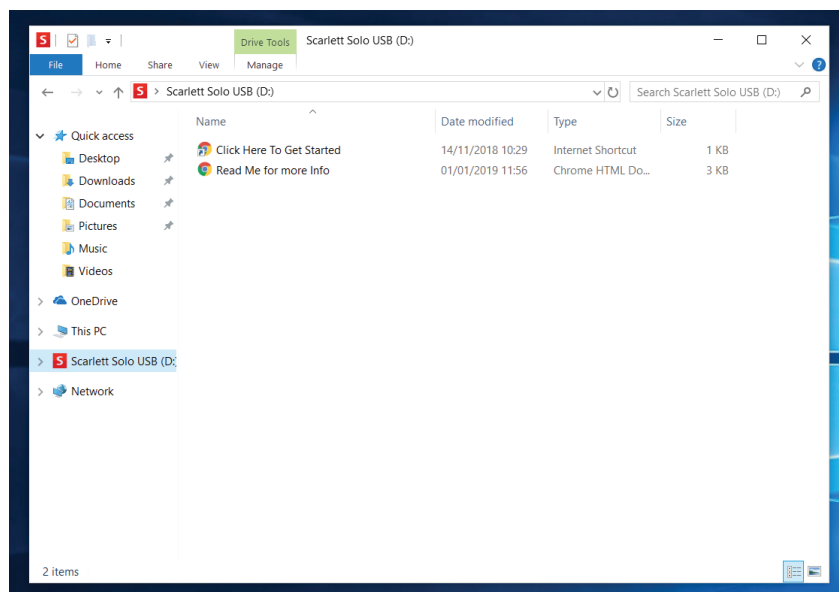 S Drive Tools Scarlett Solo USB (D:)
File Home Share View Manage ?
S > Scarlett Solo USB (D:) Search Scarlett Solo USB (D:)
Name Date modified Type Size
Quick access
Click Here To Get Started 14/11/2018 10:29 Internet Shortcut 1 KB
Desktop
Read Me for more Info 01/01/2019 11:56 Chrome HTML Do... 3 KB
Downloads
Documents
Pictures
Music
Videos
OneDrive
This PC
S Scarlett Solo USB (D:
Network
2 items